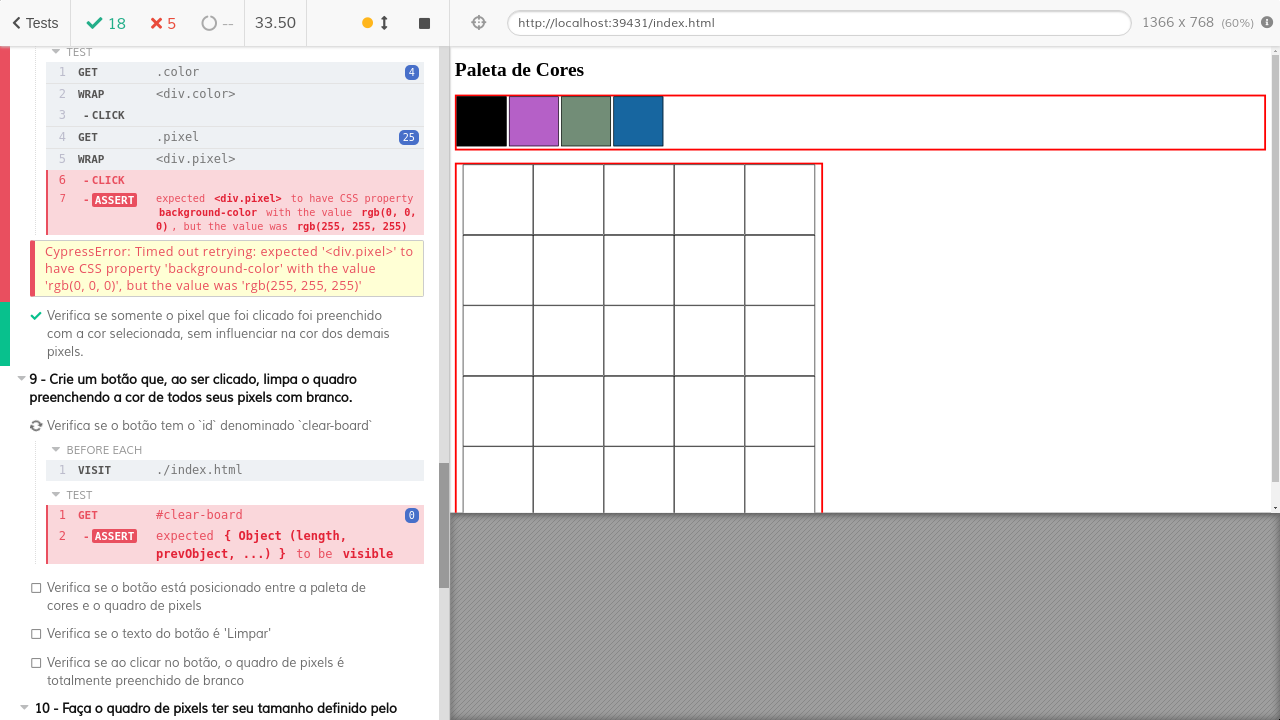 Tests
18
5
--
33.50
http://localhost:39431/index.html
1366 x 768 (60%)
TEST
1 GET .color 4
2 WRAP <div.color>
3 - CLICK
4 GET .pixel 25
5 WRAP <div.pixel>
6 - CLICK
7 - ASSERT expected <div.pixel> to have CSS property
background-color with the value rgb(0, 0,
0) , but the value was rgb(255, 255, 255)
CypressError: Timed out retrying: expected '<div.pixel>' to
have CSS property 'background-color' with the value
'rgb(0, 0, 0)', but the value was 'rgb(255, 255, 255)'
Verifica se somente o pixel que foi clicado foi preenchido
com a cor selecionada, sem influenciar na cor dos demais
pixels.
9 - Crie um botão que, ao ser clicado, limpa o quadro
preenchendo a cor de todos seus pixels com branco.
Verifica se o botão tem o `id` denominado `clear-board`
BEFORE EACH
1 VISIT ./index.html
TEST
1 GET #clear-board 0
2 - ASSERT expected { Object (length,
prevObject, ...) } to be visible
Verifica se o botão está posicionado entre a paleta de
cores e o quadro de pixels
Verifica se o texto do botão é 'Limpar'
Verifica se ao clicar no botão, o quadro de pixels é
totalmente preenchido de branco
10 - Faça o quadro de pixels ter seu tamanho definido pelo
Paleta de Cores